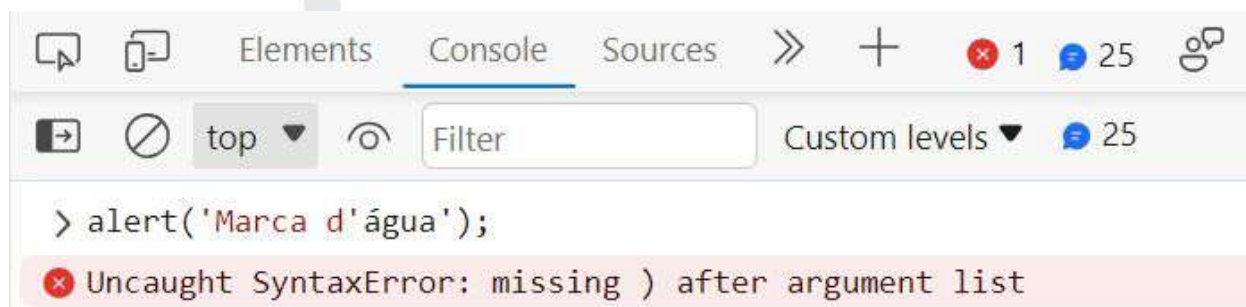 Elements Console Sources 1 25
top Filter Custom levels 25
> alert('Marca d'água');
Uncaught SyntaxError: missing ) after argument list